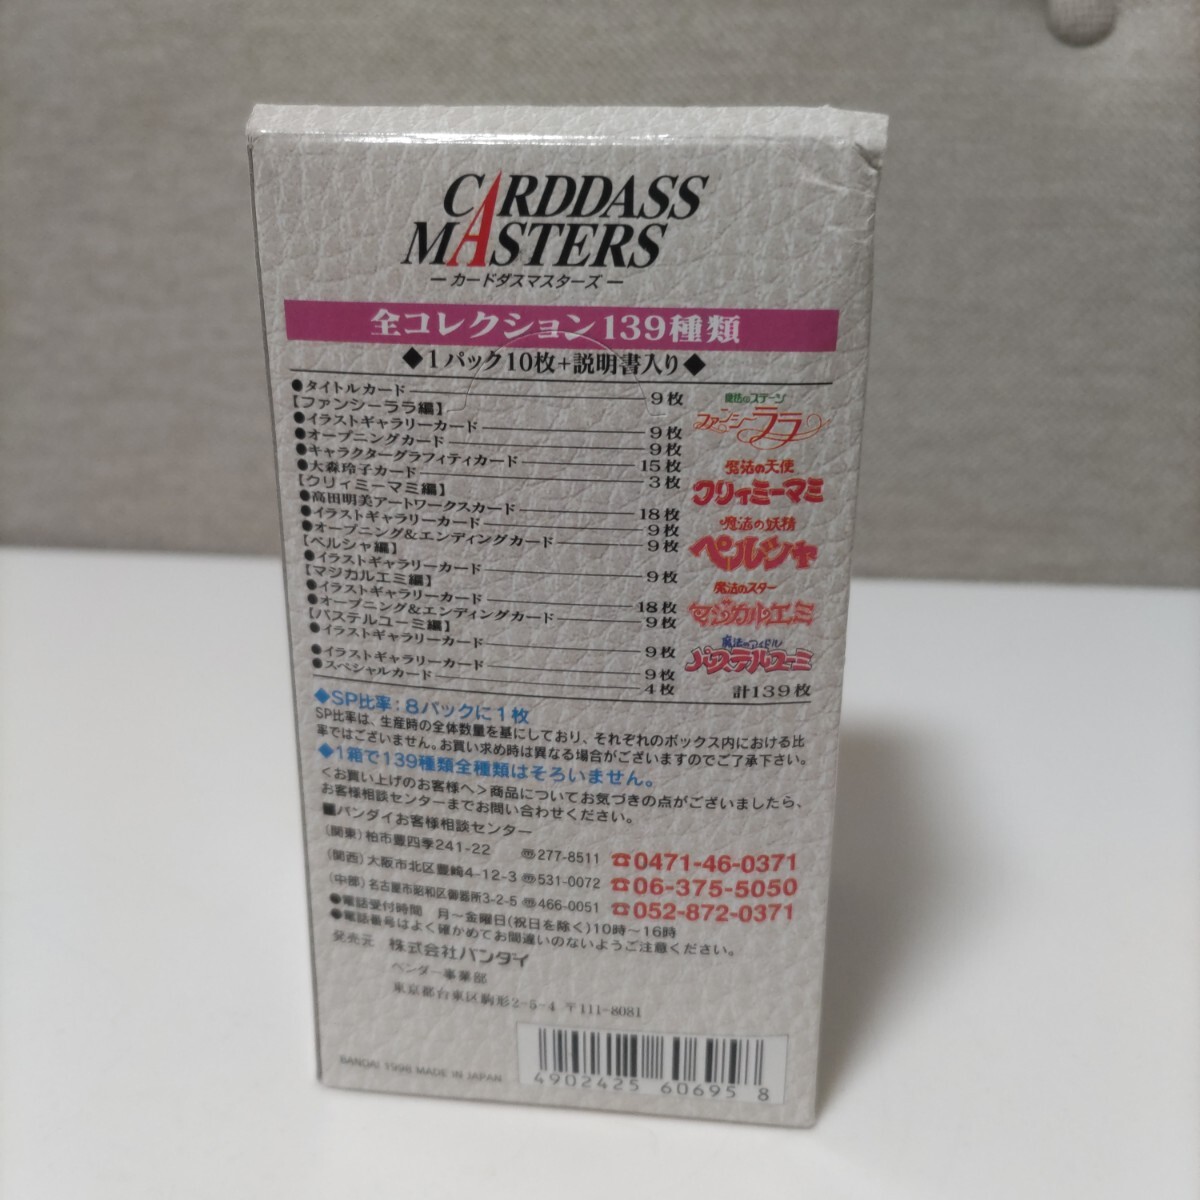 CARDDASS
MASTERS
ーカードダスマスターズー
全コレクション139種類
◆1パック10枚+説明書入り◆
●タイトルカード 9枚
【ファンシーララ編】
●イラストギャラリーカード 9枚
●オープニングカード 9枚
●キャラクターグラフィティカード 15枚
●大森玲子カード 3枚
【クリィミーマミ編】
●高田明美アートワークスカード 18枚
●イラストギャラリーカード 9枚
●オープニング&エンディングカード 9枚
【ペルシャ編】
●イラストギャラリーカード 9枚
【マジカルエミ編】
●イラストギャラリーカード 18枚
●オープニング&エンディングカード 9枚
【パステルユーミ編】
●イラストギャラリーカード 9枚
●イラストギャラリーカード 9枚
●スペシャルカード 4枚
魔法のステージ
ファンシーララ
魔法の天使
クリィミーマミ
魔法の妖精
ペルシャ
魔法のスター
マジカルエミ
魔法のアイドル
パステルユーミ
計139枚
◆SP比率:8パックに1枚
SP比率は、生産時の全体数量を基にしており、それぞれのボックス内における比
率ではございません。お買い求め時は異なる場合がございますのでご了承下さい。
◆1箱で139種類全種類はそろいません。
<お買い上げのお客様へ>商品についてお気づきの点がございましたら、
お客様相談センターまでお問い合わせください。
■バンダイお客様相談センター
(関東)柏市豊四季241-22 〠277-8511 ☎0471-46-0371
(関西)大阪市北区豊崎4-12-3 〠531-0072 ☎06-375-5050
(中部)名古屋市昭和区御器所3-2-5 〠466-0051 ☎052-872-0371
●電話受付時間 月〜金曜日(祝日を除く)10時〜16時
●電話番号はよく確かめてお間違いのないようご注意ください。
発売元 株式会社バンダイ
ベンダー事業部
東京都台東区駒形2-5-4 〒111-8081
BANDAI 1998 MADE IN JAPAN
4902425 60695 8